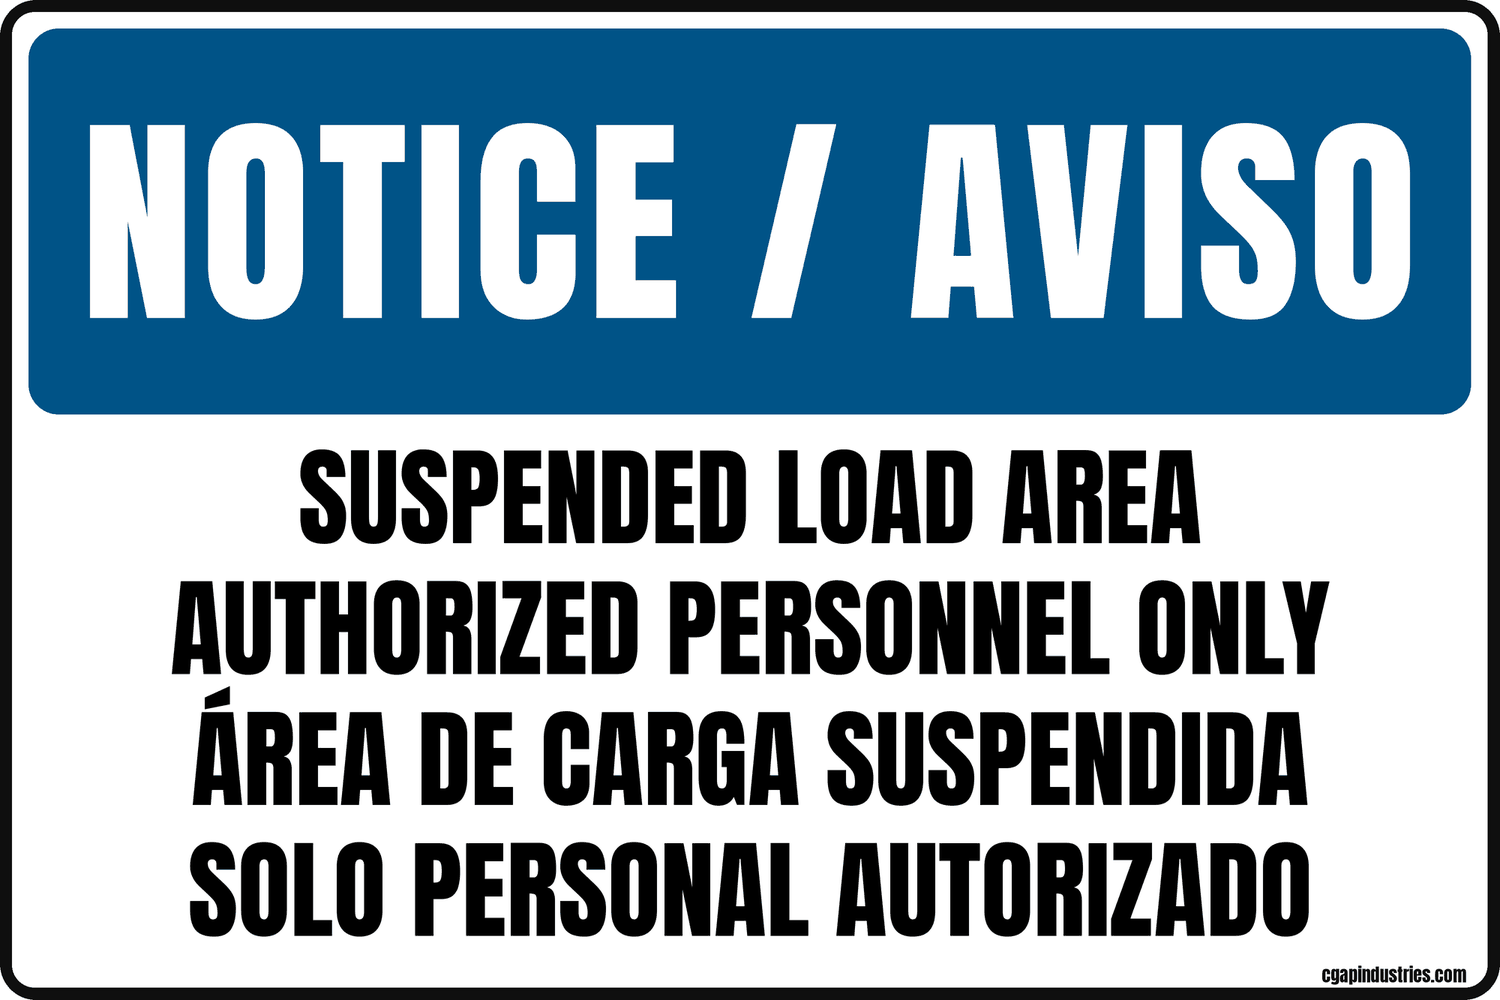 NOTICE / AVISO
SUSPENDED LOAD AREA
AUTHORIZED PERSONNEL ONLY
ÁREA DE CARGA SUSPENDIDA
SOLO PERSONAL AUTORIZADO
cgapindustries.com